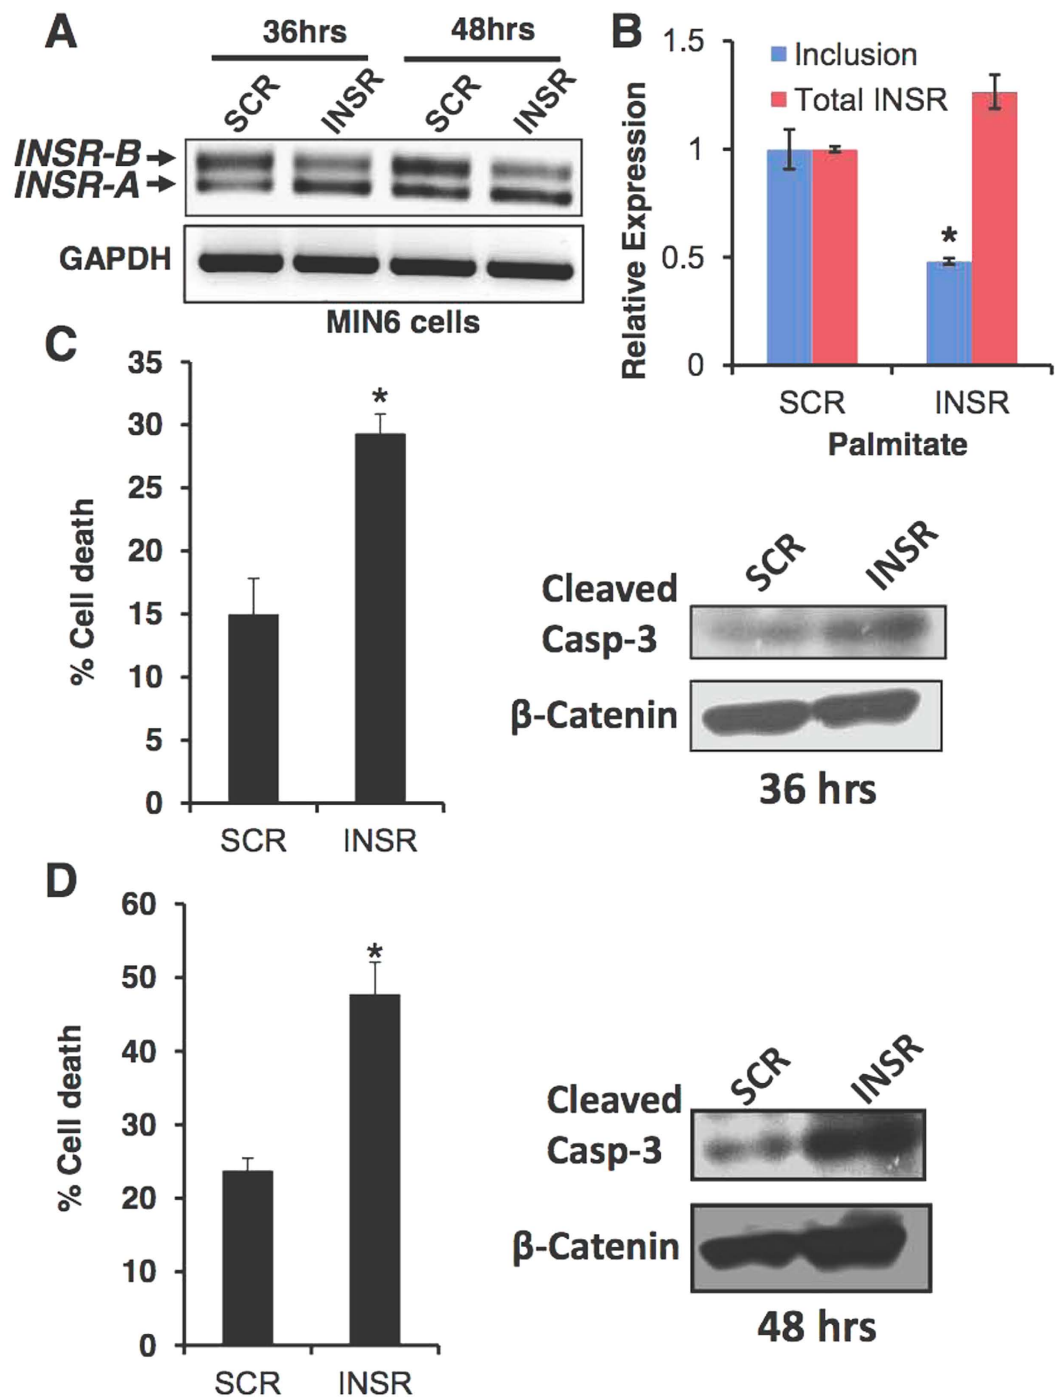 A
36hrs
48hrs
SCR
INSR
SCR
INSR
INSR-B
INSR-A
GAPDH
MIN6 cells
B
Relative Expression
1.5
1
0.5
0
Inclusion
Total INSR
*
SCR
INSR
Palmitate
C
% Cell death
35
30
25
20
15
10
5
0
*
SCR
INSR
SCR
INSR
Cleaved
Casp-3
β-Catenin
36 hrs
D
% Cell death
60
50
40
30
20
10
0
*
SCR
INSR
SCR
INSR
Cleaved
Casp-3
β-Catenin
48 hrs